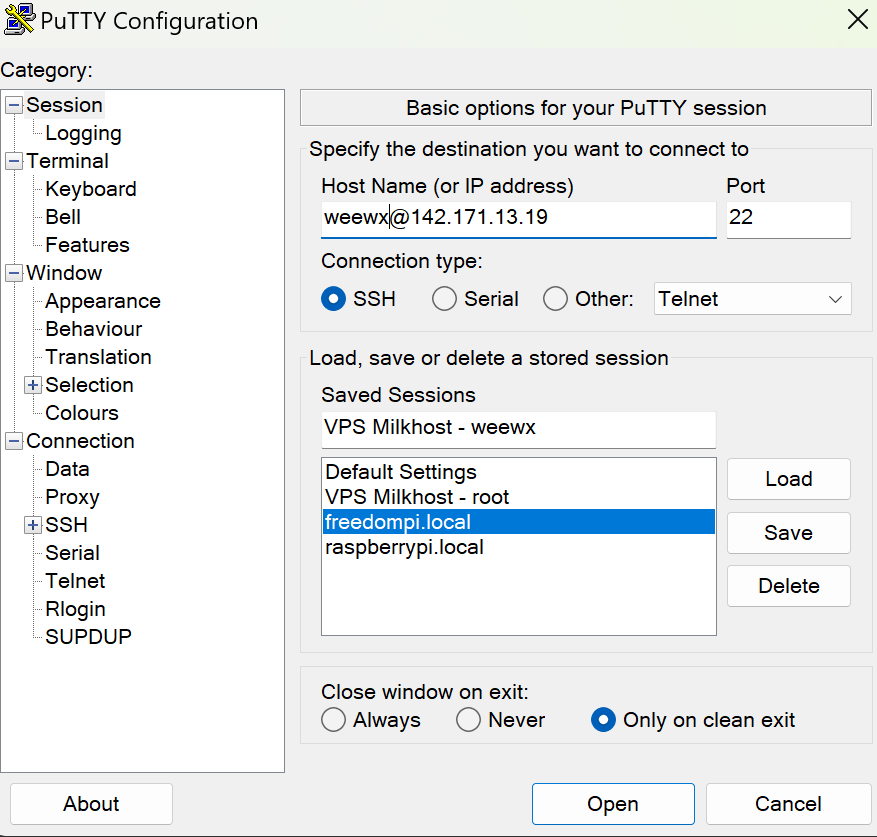 PuTTY Configuration
Category:
Session
Logging
Terminal
Keyboard
Bell
Features
Window
Appearance
Behaviour
Translation
Selection
Colours
Connection
Data
Proxy
SSH
Serial
Telnet
Rlogin
SUPDUP
Basic options for your PuTTY session
Specify the destination you want to connect to
Host Name (or IP address) Port
weewx@142.171.13.19 22
Connection type:
SSH Serial Other: Telnet
Load, save or delete a stored session
Saved Sessions
VPS Milkhost - weewx
Default Settings
VPS Milkhost - root
freedompi.local
raspberrypi.local
Load
Save
Delete
Close window on exit:
Always Never Only on clean exit
About Open Cancel